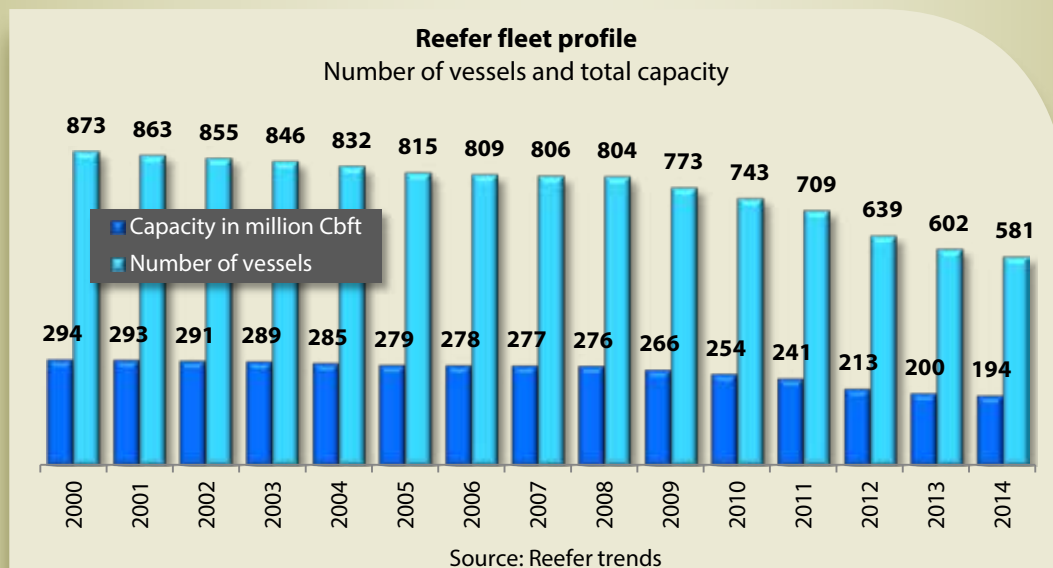 Reefer fleet profile
Number of vessels and total capacity
873 863 855 846 832 815 809 806 804 773 743 709 639 602 581
Capacity in million Cbft
Number of vessels
294 293 291 289 285 279 278 277 276 266 254 241 213 200 194
2000 2001 2002 2003 2004 2005 2006 2007 2008 2009 2010 2011 2012 2013 2014
Source: Reefer trends